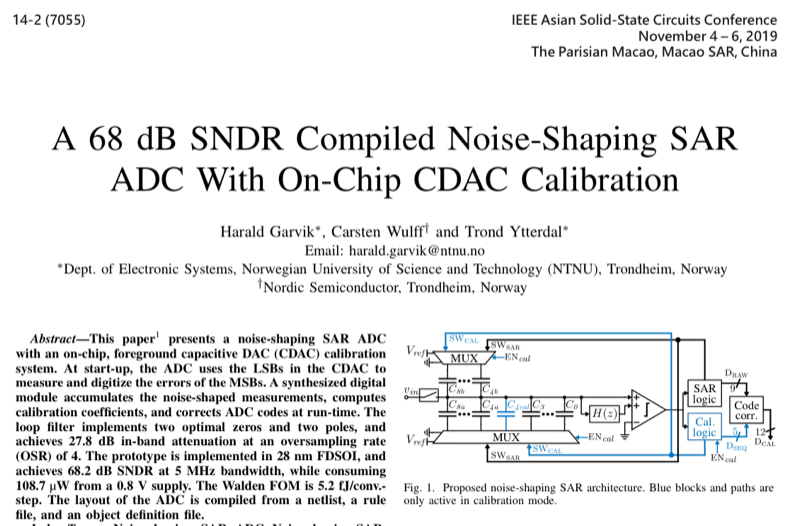 14-2 (7055)
IEEE Asian Solid-State Circuits Conference
November 4 – 6, 2019
The Parisian Macao, Macao SAR, China
A 68 dB SNDR Compiled Noise-Shaping SAR
ADC With On-Chip CDAC Calibration
Harald Garvik*, Carsten Wulff† and Trond Ytterdal*
Email: harald.garvik@ntnu.no
*Dept. of Electronic Systems, Norwegian University of Science and Technology (NTNU), Trondheim, Norway
†Nordic Semiconductor, Trondheim, Norway
Abstract—This paper¹ presents a noise-shaping SAR ADC
with an on-chip, foreground capacitive DAC (CDAC) calibration
system. At start-up, the ADC uses the LSBs in the CDAC to
measure and digitize the errors of the MSBs. A synthesized digital
module accumulates the noise-shaped measurements, computes
calibration coefficients, and corrects ADC codes at run-time. The
loop filter implements two optimal zeros and two poles, and
achieves 27.8 dB in-band attenuation at an oversampling rate
(OSR) of 4. The prototype is implemented in 28 nm FDSOI, and
achieves 68.2 dB SNDR at 5 MHz bandwidth, while consuming
108.7 μW from a 0.8 V supply. The Walden FOM is 5.2 fJ/conv.-
step. The layout of the ADC is compiled from a netlist, a rule
file, and an object definition file.
SWCAL
SWSAR
Vref
MUX
ENcal
vin
C8b
C4b
C8a
C4a
C4cal
C3
C0
H(z)
SAR
logic
DRAW
9
Code
corr.
Cal.
logic
5
DSEQ
12
DCAL
ENcal
Vref
MUX
ENcal
SWSAR
SWCAL
Fig. 1. Proposed noise-shaping SAR architecture. Blue blocks and paths are
only active in calibration mode.